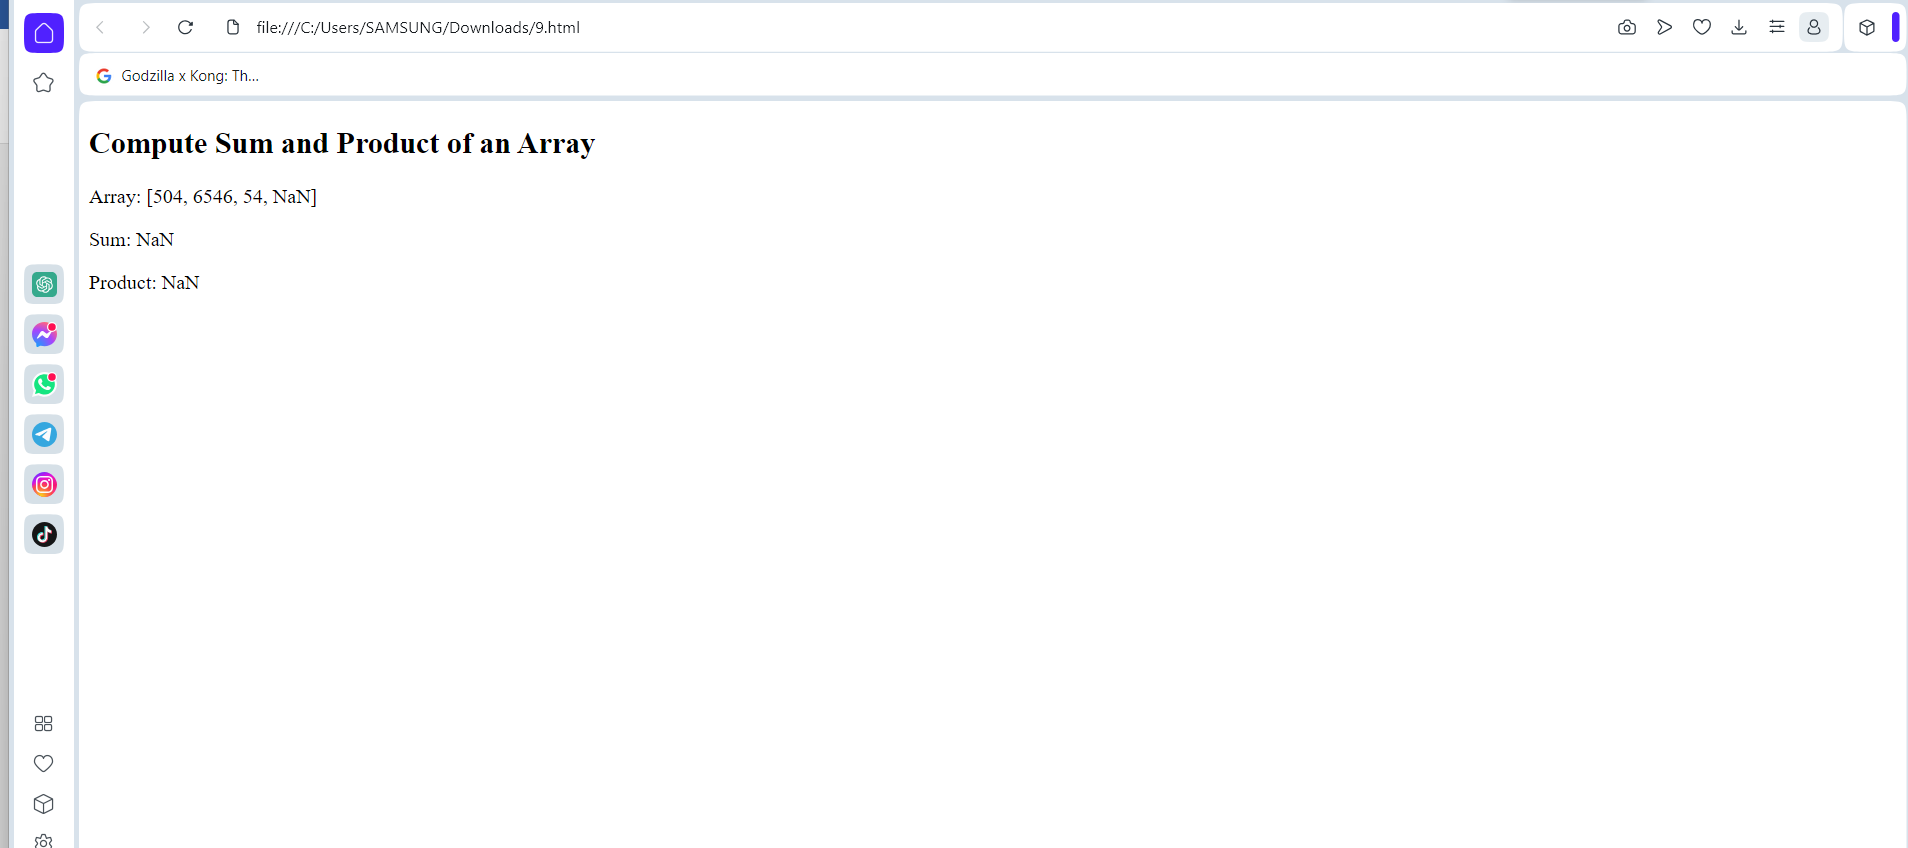 file:///C:/Users/SAMSUNG/Downloads/9.html
Godzilla x Kong: Th...
Compute Sum and Product of an Array
Array: [504, 6546, 54, NaN]
Sum: NaN
Product: NaN